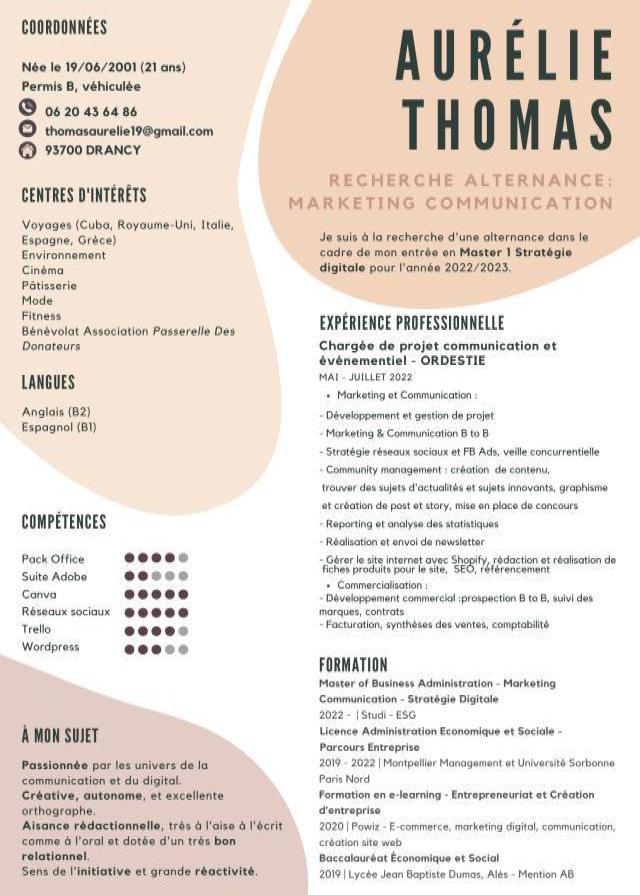 COORDONNÉES
Née le 19/06/2001 (21 ans)
Permis B, véhiculée
06 20 43 64 86
thomasaurelie19@gmail.com
93700 DRANCY
CENTRES D'INTÉRÊTS
Voyages (Cuba, Royaume-Uni, Italie,
Espagne, Grèce)
Environnement
Cinéma
Pâtisserie
Mode
Fitness
Bénévolat Association Passerelle Des
Donateurs
LANGUES
Anglais (B2)
Espagnol (B1)
COMPÉTENCES
Pack Office
Suite Adobe
Canva
Réseaux sociaux
Trello
Wordpress
À MON SUJET
Passionnée par les univers de la
communication et du digital.
Créative, autonome, et excellente
orthographe.
Aisance rédactionnelle, très à l'aise à l'écrit
comme à l'oral et dotée d'un très bon
relationnel.
Sens de l'initiative et grande réactivité.
AURÉLIE
THOMAS
RECHERCHE ALTERNANCE:
MARKETING COMMUNICATION
Je suis à la recherche d'une alternance dans le
cadre de mon entrée en Master 1 Stratégie
digitale pour l'année 2022/2023.
EXPÉRIENCE PROFESSIONNELLE
Chargée de projet communication et
événementiel - ORDESTIE
MAI - JUILLET 2022
• Marketing et Communication :
- Développement et gestion de projet
- Marketing & Communication B to B
- Stratégie réseaux sociaux et FB Ads, veille concurrentielle
- Community management : création de contenu,
trouver des sujets d'actualités et sujets innovants, graphisme
et création de post et story, mise en place de concours
- Reporting et analyse des statistiques
- Réalisation et envoi de newsletter
- Gérer le site internet avec Shopify, rédaction et réalisation de
fiches produits pour le site, SEO, référencement
• Commercialisation :
- Développement commercial :prospection B to B, suivi des
marques, contrats
- Facturation, synthèses des ventes, comptabilité
FORMATION
Master of Business Administration - Marketing
Communication - Stratégie Digitale
2022 - | Studi - ESG
Licence Administration Economique et Sociale -
Parcours Entreprise
2019 - 2022 | Montpellier Management et Université Sorbonne
Paris Nord
Formation en e-learning - Entrepreneuriat et Création
d'entreprise
2020 | Powiz - E-commerce, marketing digital, communication,
création site web
Baccalauréat Économique et Social
2019 | Lycée Jean Baptiste Dumas, Alès - Mention AB